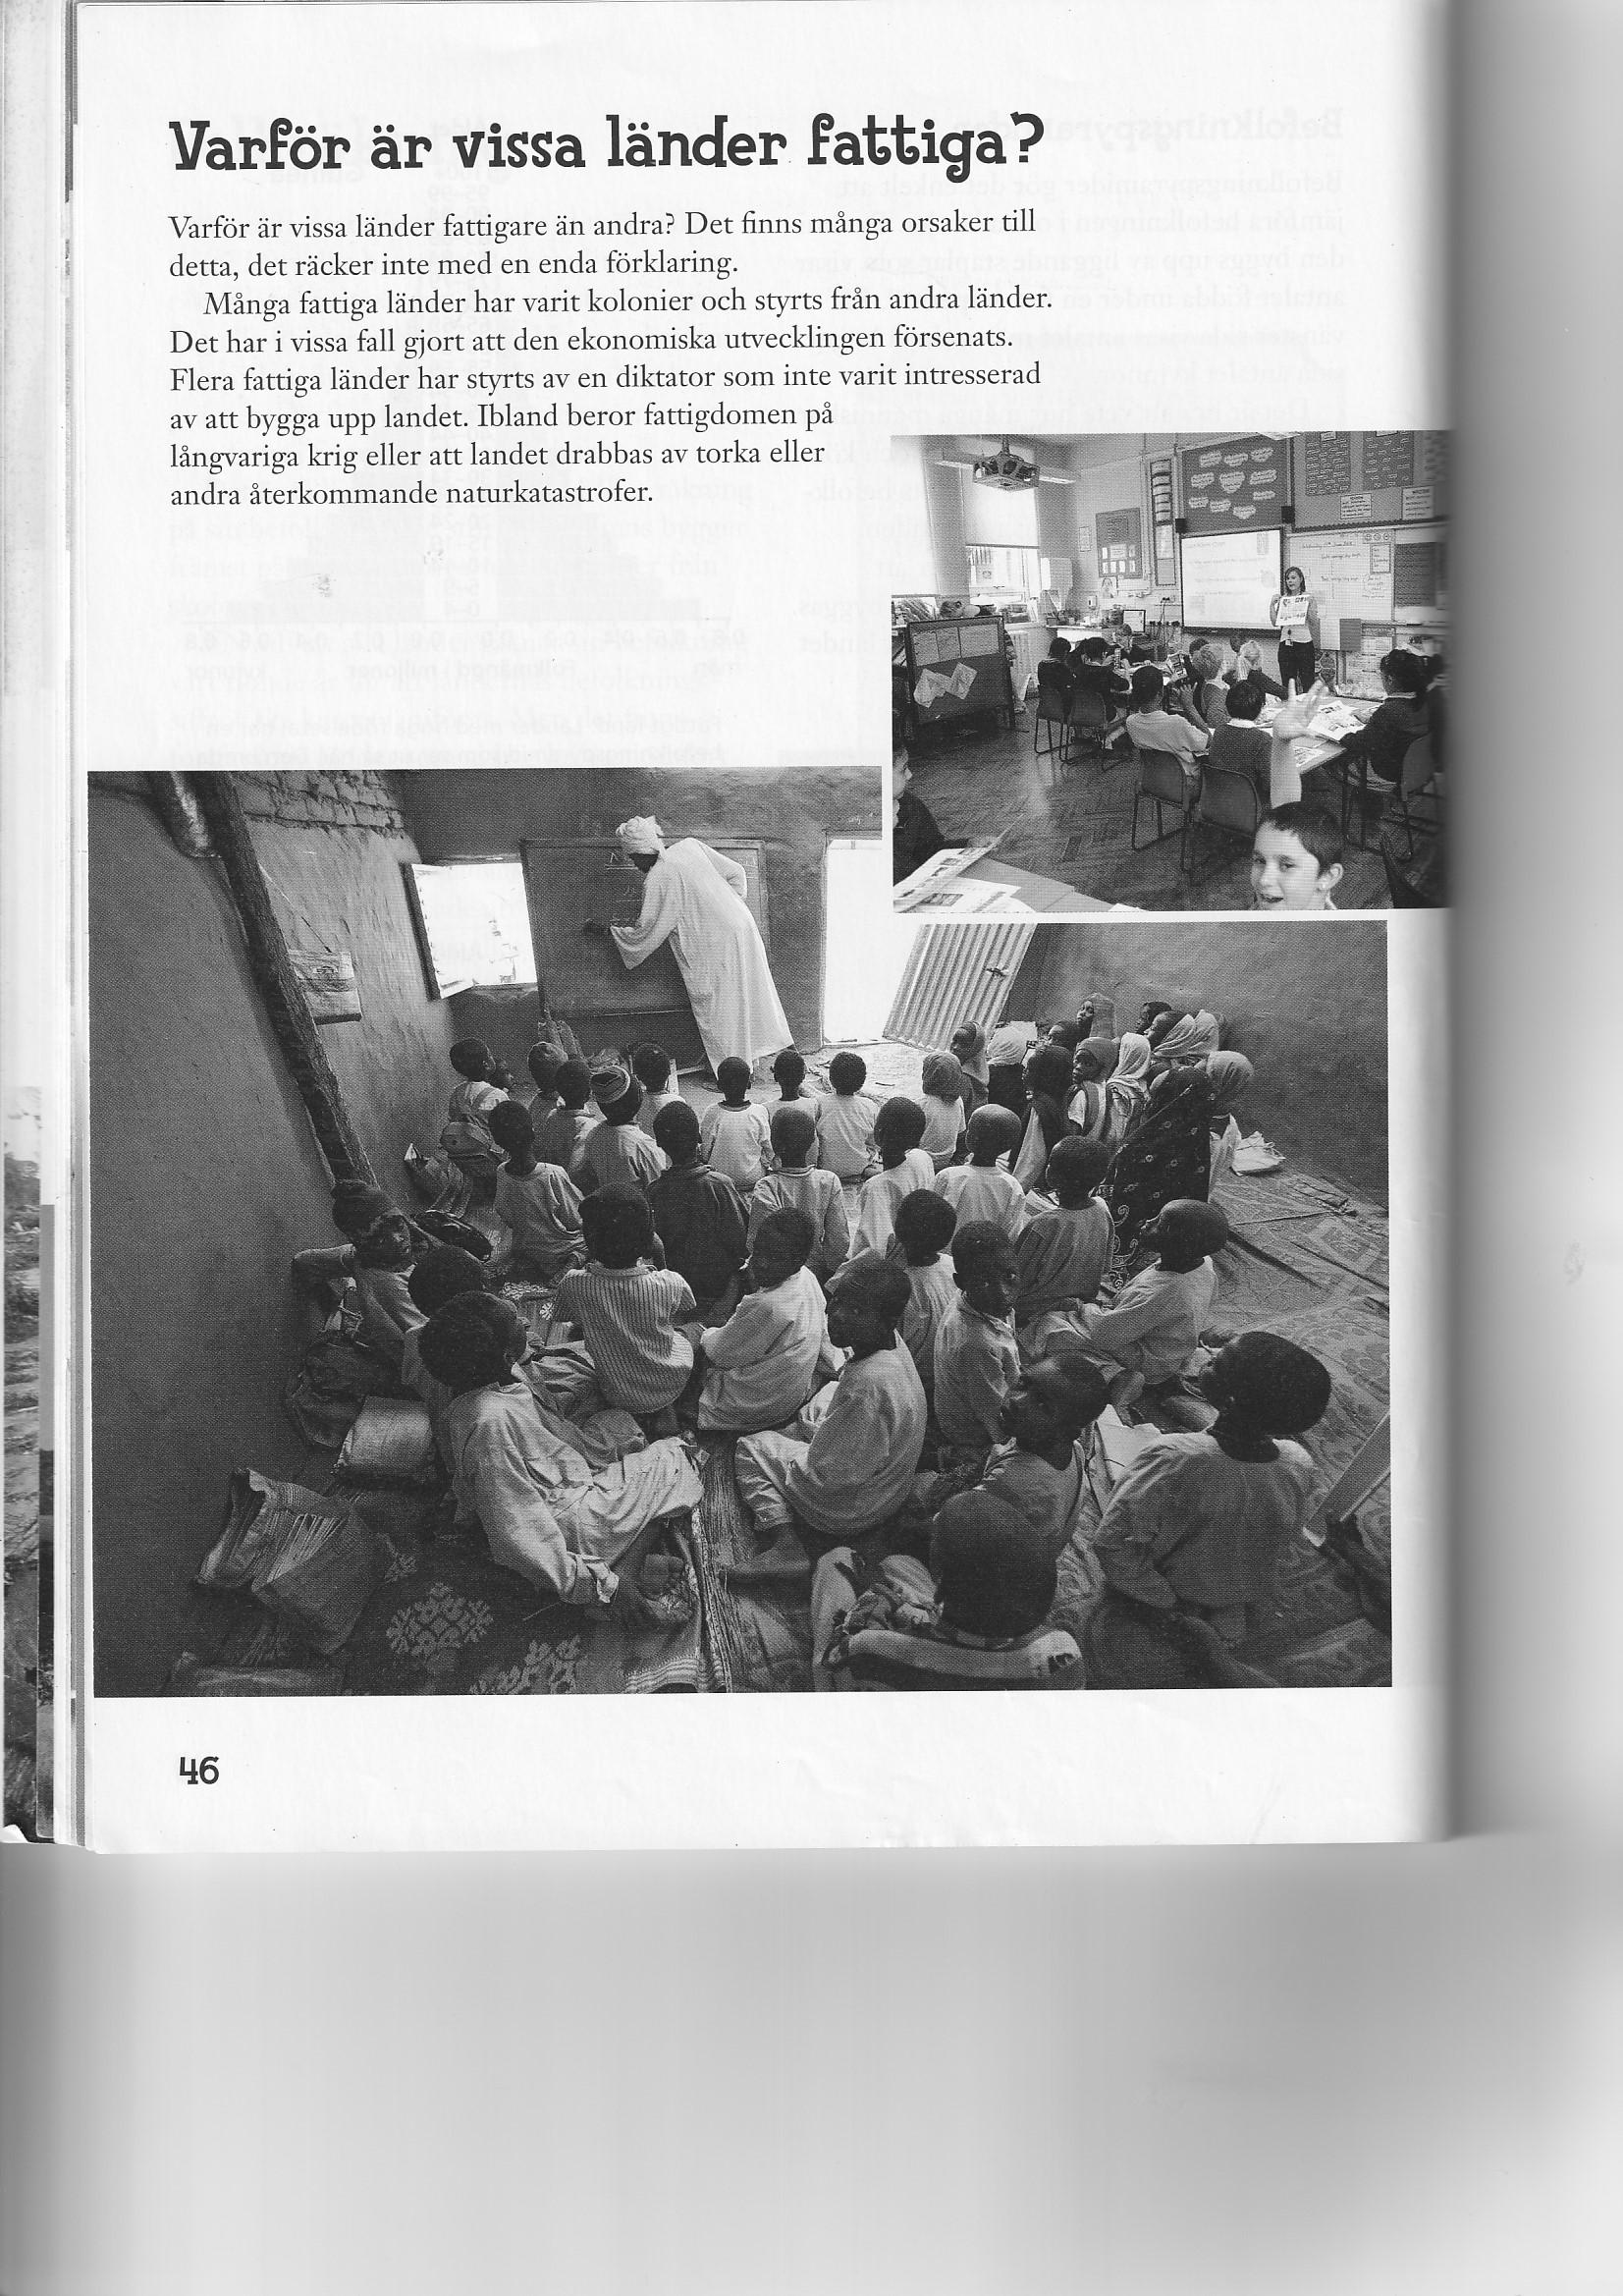 Varför är vissa länder fattiga?
Varför är vissa länder fattigare än andra? Det finns många orsaker till
detta, det räcker inte med en enda förklaring.
Många fattiga länder har varit kolonier och styrts från andra länder.
Det har i vissa fall gjort att den ekonomiska utvecklingen försenats.
Flera fattiga länder har styrts av en diktator som inte varit intresserad
av att bygga upp landet. Ibland beror fattigdomen på
långvariga krig eller att landet drabbas av torka eller
andra återkommande naturkatastrofer.
46